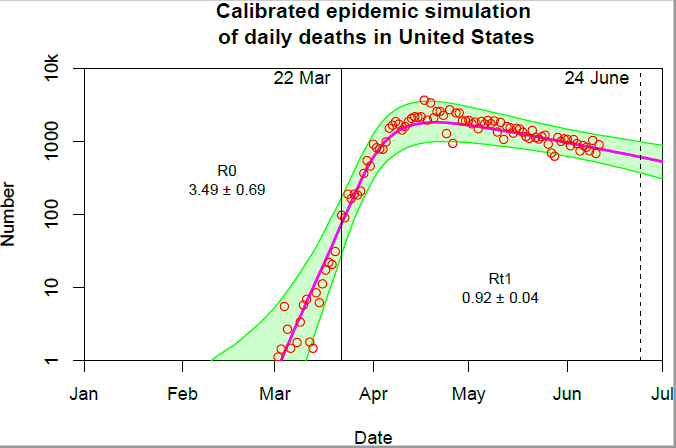 Calibrated epidemic simulation
of daily deaths in United States
22 Mar
24 June
10k
1000
100
10
1
Number
R0
3.49 ± 0.69
Rt1
0.92 ± 0.04
Jan Feb Mar Apr May Jun Jul
Date